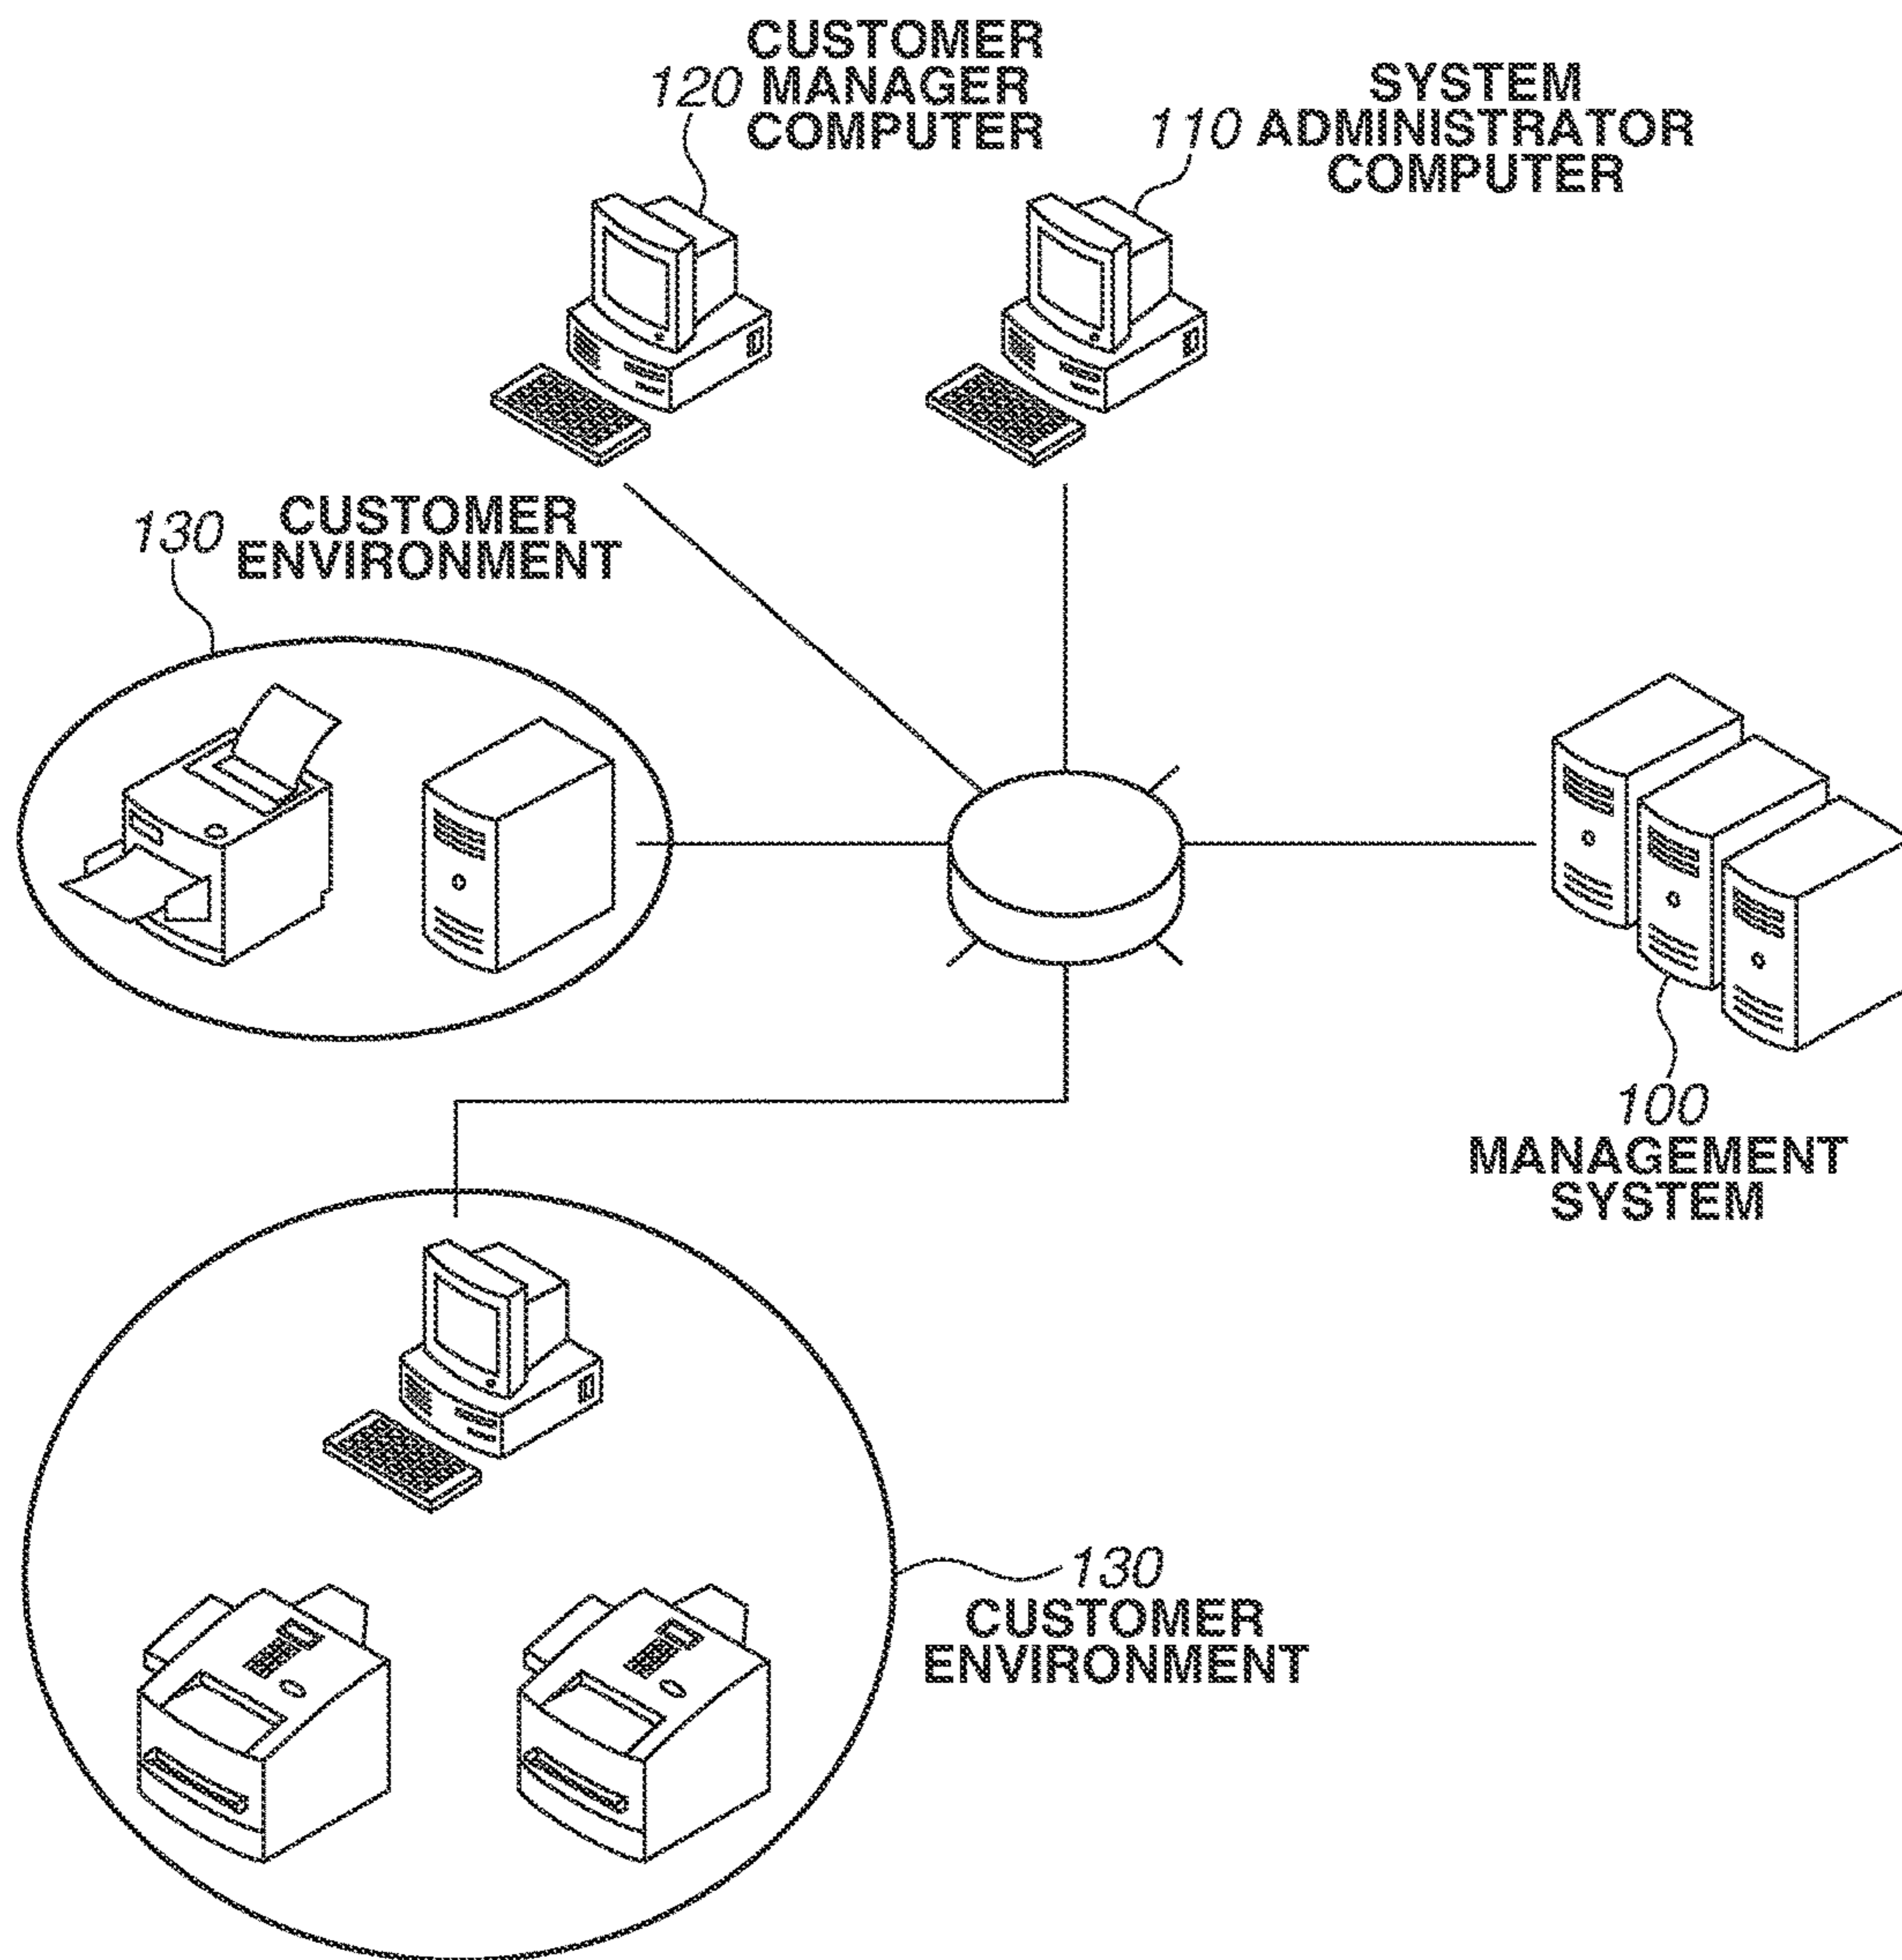 CUSTOMER
120 MANAGER
COMPUTER
SYSTEM
110 ADMINISTRATOR
COMPUTER
130 CUSTOMER
ENVIRONMENT
100
MANAGEMENT
SYSTEM
130
CUSTOMER
ENVIRONMENT